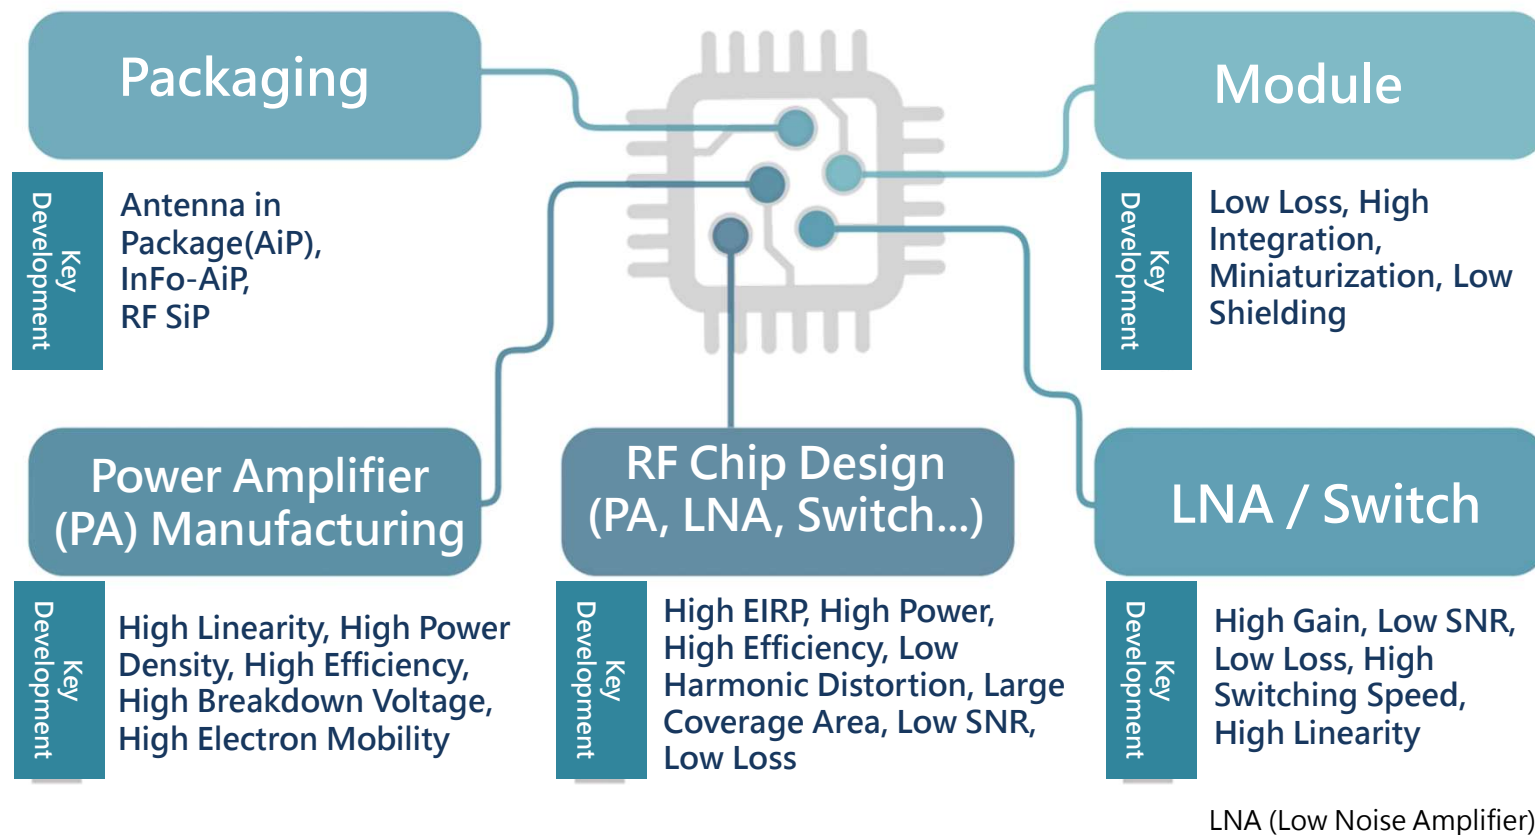 Packaging
Key
Development
Antenna in
Package(AiP),
InFo-AiP,
RF SiP
Module
Key
Development
Low Loss, High
Integration,
Miniaturization, Low
Shielding
Power Amplifier
(PA) Manufacturing
Key
Development
High Linearity, High Power
Density, High Efficiency,
High Breakdown Voltage,
High Electron Mobility
RF Chip Design
(PA, LNA, Switch...)
Key
Development
High EIRP, High Power,
High Efficiency, Low
Harmonic Distortion, Large
Coverage Area, Low SNR,
Low Loss
LNA / Switch
Key
Development
High Gain, Low SNR,
Low Loss, High
Switching Speed,
High Linearity
LNA (Low Noise Amplifier)